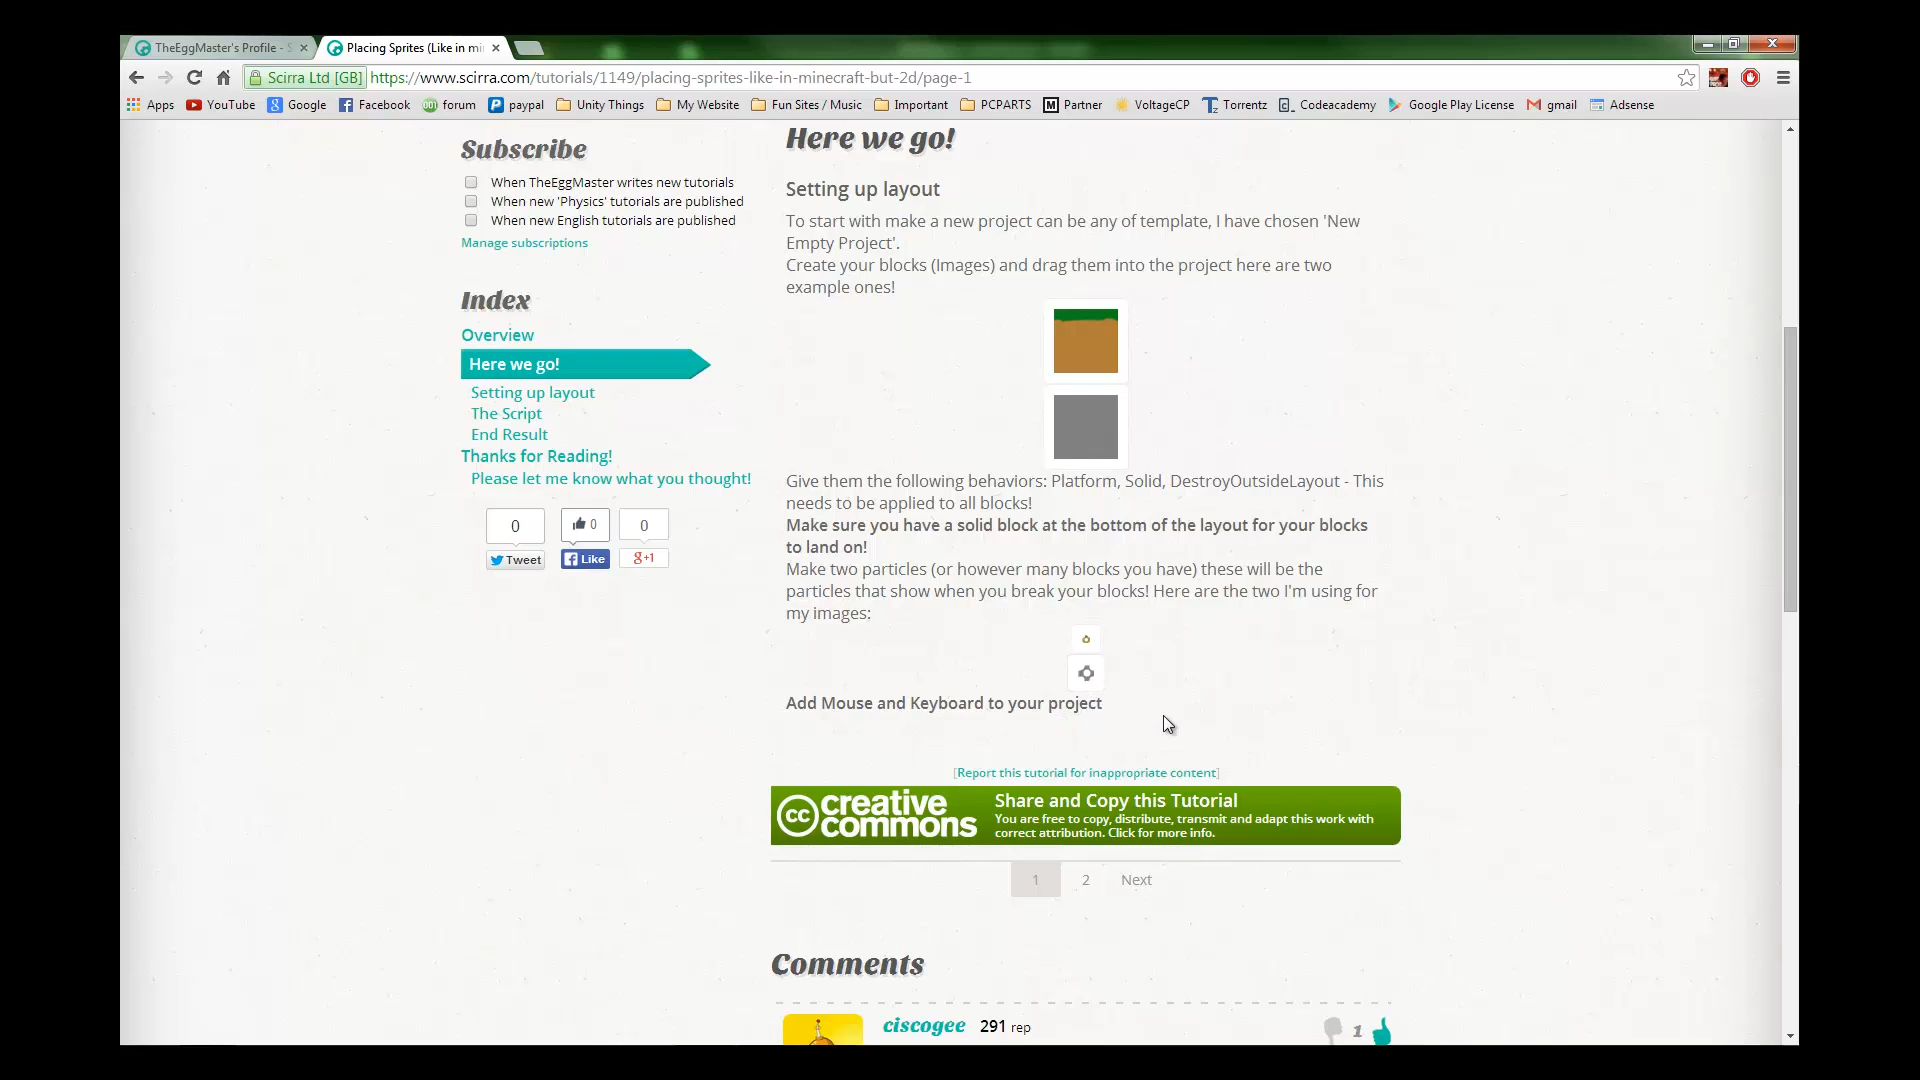 TheEggMaster's Profile - S
Placing Sprites (Like in mi
Scirra Ltd [GB]
https://www.scirra.com/tutorials/1149/placing-sprites-like-in-minecraft-but-2d/page-1
Apps
YouTube
Google
Facebook
forum
paypal
Unity Things
My Website
Fun Sites / Music
Important
PCPARTS
Partner
VoltageCP
Torrentz
Codeacademy
Google Play License
gmail
Adsense
Subscribe
When TheEggMaster writes new tutorials
When new 'Physics' tutorials are published
When new English tutorials are published
Manage subscriptions
Index
Overview
Here we go!
Setting up layout
The Script
End Result
Thanks for Reading!
Please let me know what you thought!
0
0
0
Tweet
Like
g+1
Here we go!
Setting up layout
To start with make a new project can be any of template, I have chosen 'New
Empty Project'.
Create your blocks (Images) and drag them into the project here are two
example ones!
Give them the following behaviors: Platform, Solid, DestroyOutsideLayout - This
needs to be applied to all blocks!
Make sure you have a solid block at the bottom of the layout for your blocks
to land on!
Make two particles (or however many blocks you have) these will be the
particles that show when you break your blocks! Here are the two I'm using for
my images:
Add Mouse and Keyboard to your project
[Report this tutorial for inappropriate content]
cc creative
commons
Share and Copy this Tutorial
You are free to copy, distribute, transmit and adapt this work with
correct attribution. Click for more info.
1
2
Next
Comments
ciscogee 291 rep
1